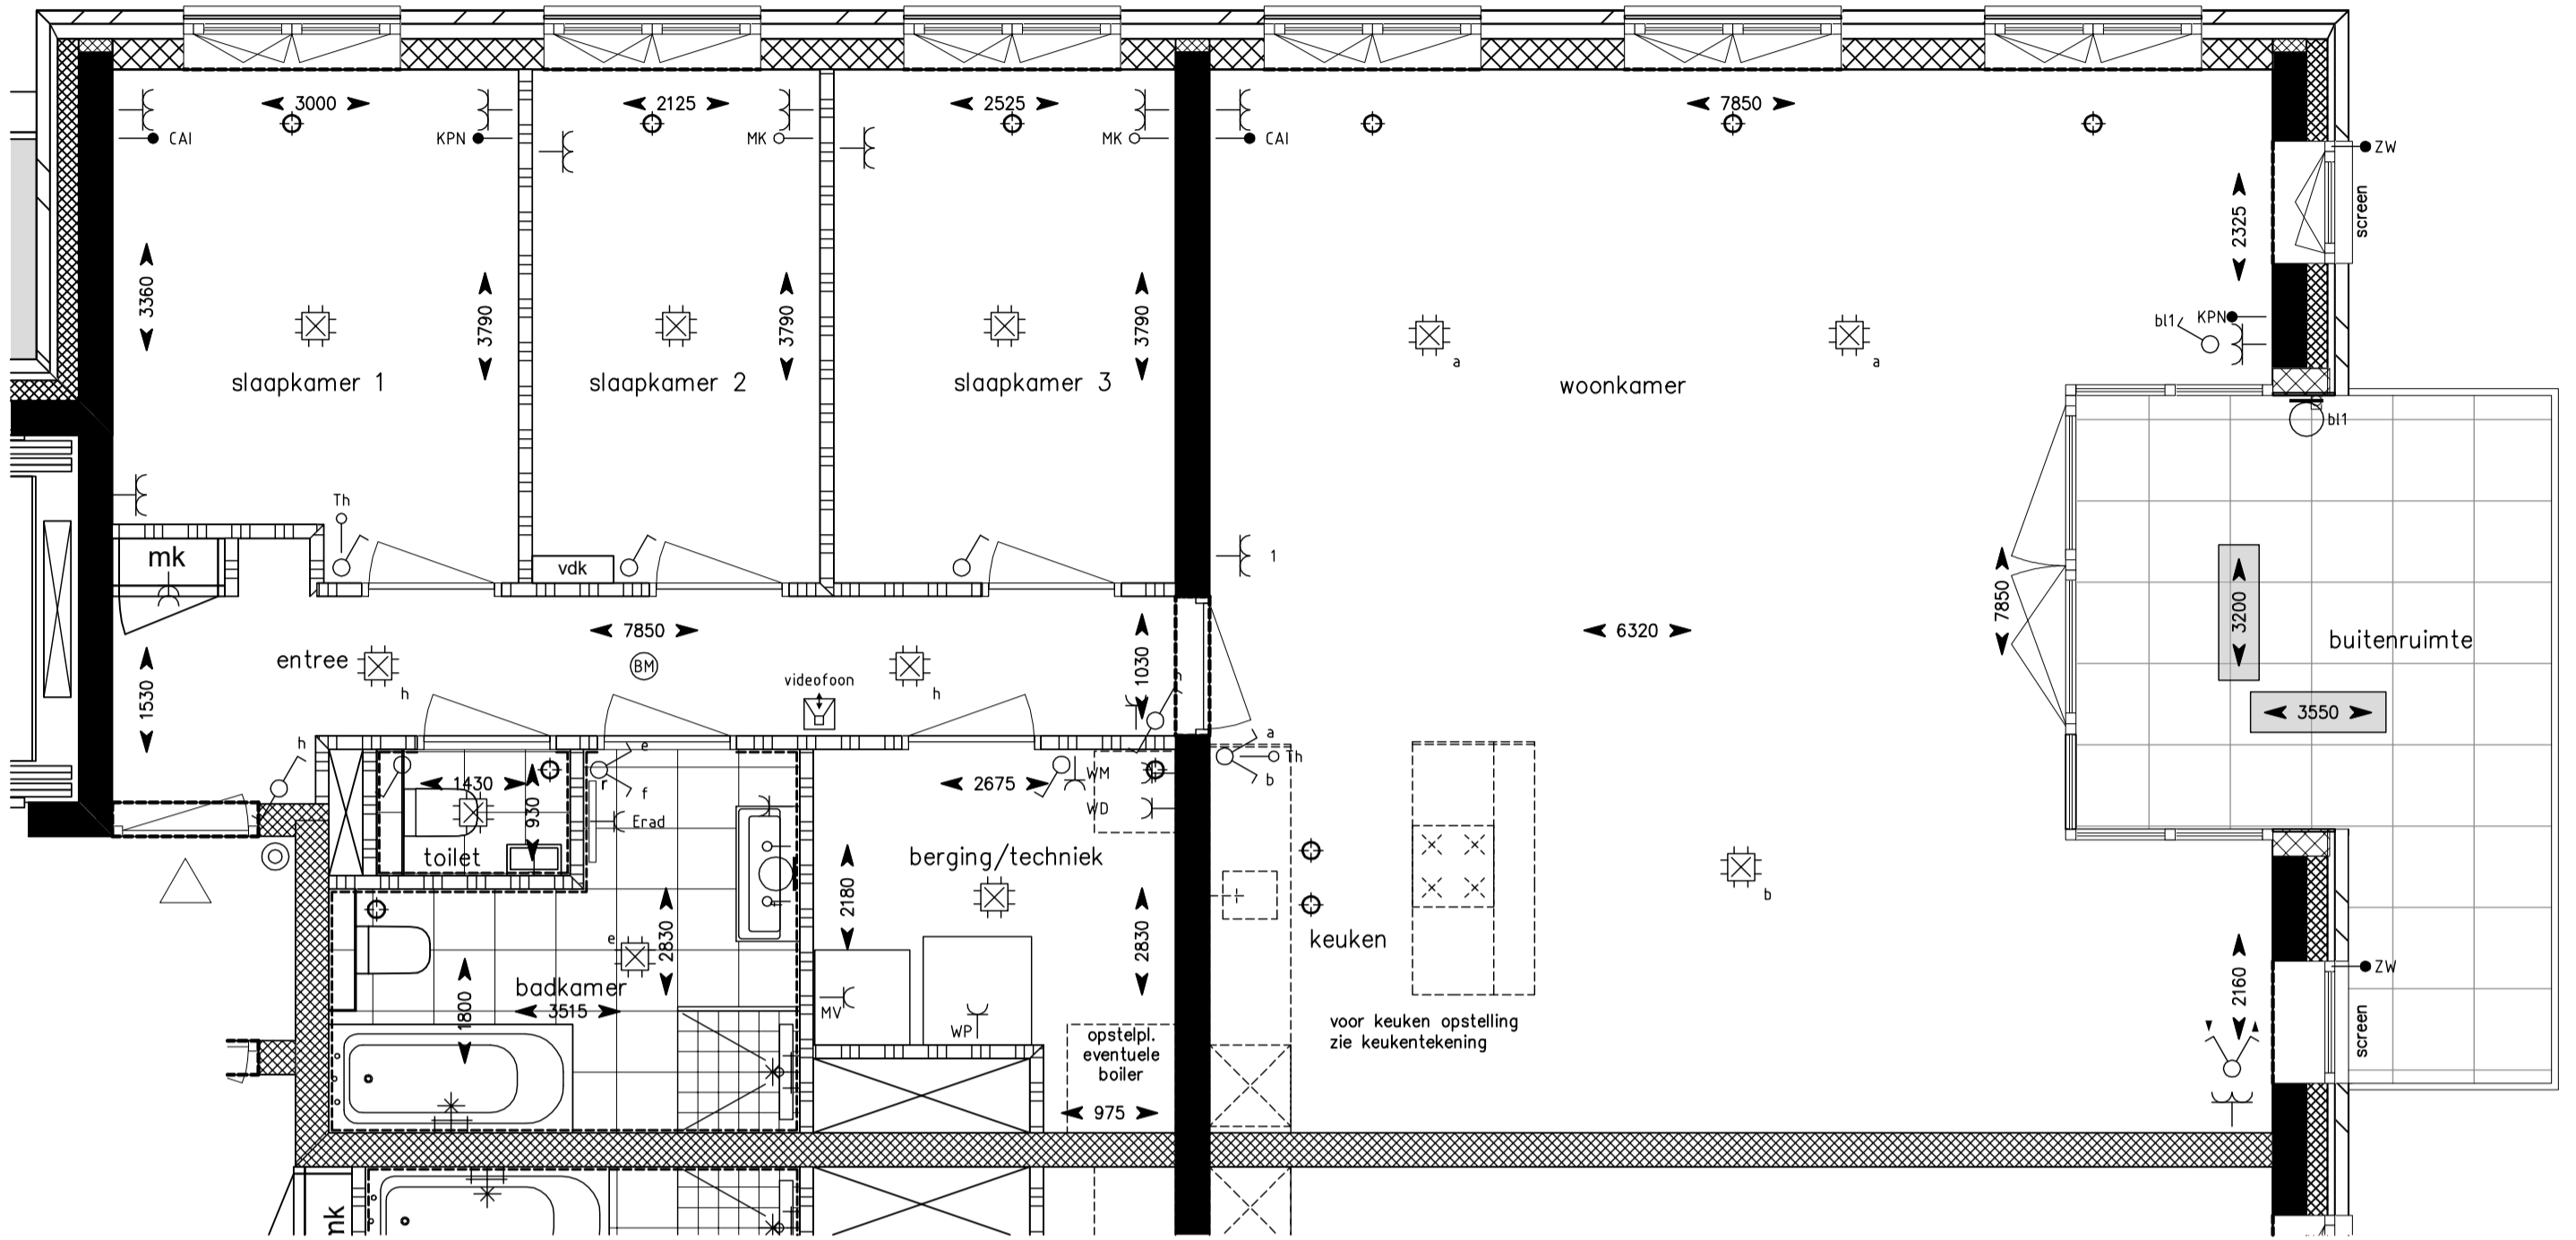 3000
2125
2525
7850
CAI
KPN
MK
MK
CAI
ZW
screen
2325
3360
3790
3790
3790
bl1
KPN
a
a
slaapkamer 1
slaapkamer 2
slaapkamer 3
woonkamer
bl1
Th
mk
vdk
1
7850
3200
7850
6320
buitenruimte
entree
BM
h
h
videofoon
1030
g
1530
3550
h
e
a
Th
b
r
f
1430
930
2675
WM
WD
Erad
toilet
berging/techniek
2180
2830
2830
b
e
keuken
badkamer
3515
1800
MV
WP
voor keuken opstelling
zie keukentekening
2160
ZW
screen
opstelpl.
eventuele
boiler
975
mk